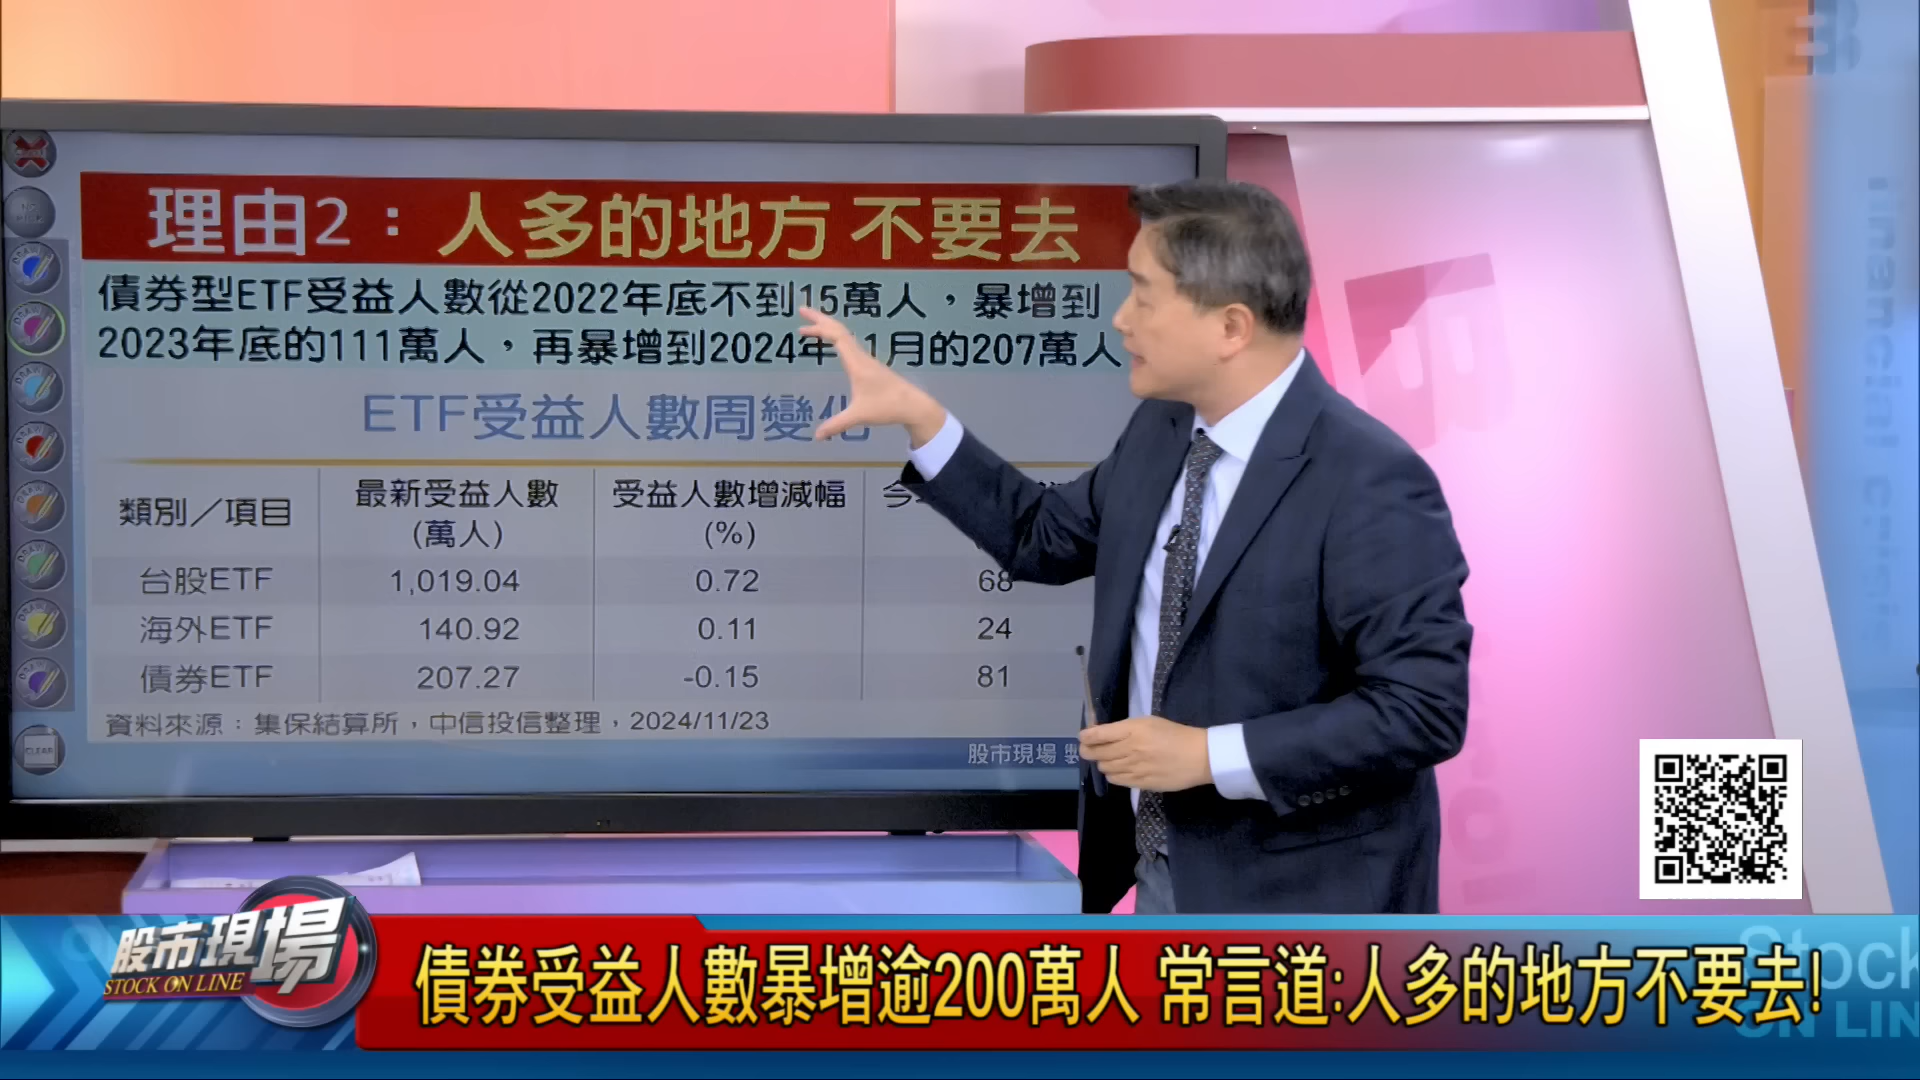 理由2：人多的地方 不要去
債券型ETF受益人數從2022年底不到15萬人，暴增到
2023年底的111萬人，再暴增到2024年11月的207萬人
ETF受益人數周變化
類別／項目 最新受益人數(萬人) 受益人數增減幅(%)
台股ETF 1,019.04 0.72 68
海外ETF 140.92 0.11 24
債券ETF 207.27 -0.15 81
資料來源：集保結算所，中信投信整理，2024/11/23
股市現場
CLEAR
股市現場
STOCK ON LINE
債券受益人數暴增逾200萬人 常言道:人多的地方不要去!
Stock
ON LIN